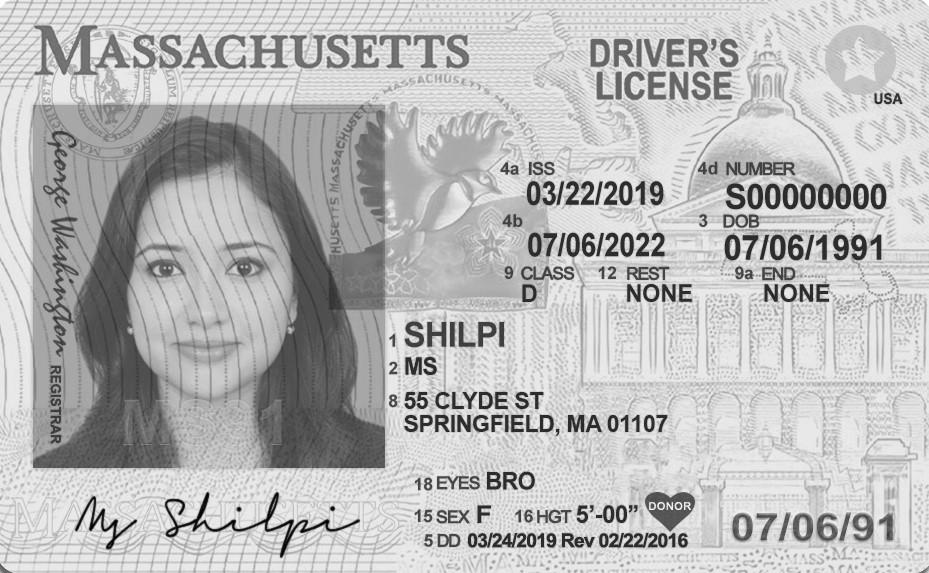 MASSACHUSETTS
DRIVER'S
LICENSE
USA
George Washington REGISTRAR
MASSACHUSETTS MASSACHUSETTS
4a ISS
03/22/2019
4d NUMBER
S00000000
4b
07/06/2022
3 DOB
07/06/1991
9 CLASS
D
12 REST
NONE
9a END
NONE
1 SHILPI
2 MS
8 55 CLYDE ST
SPRINGFIELD, MA 01107
18 EYES BRO
15 SEX F 16 HGT 5'-00"
DONOR
5 DD 03/24/2019 Rev 02/22/2016
07/06/91
My Shilpi